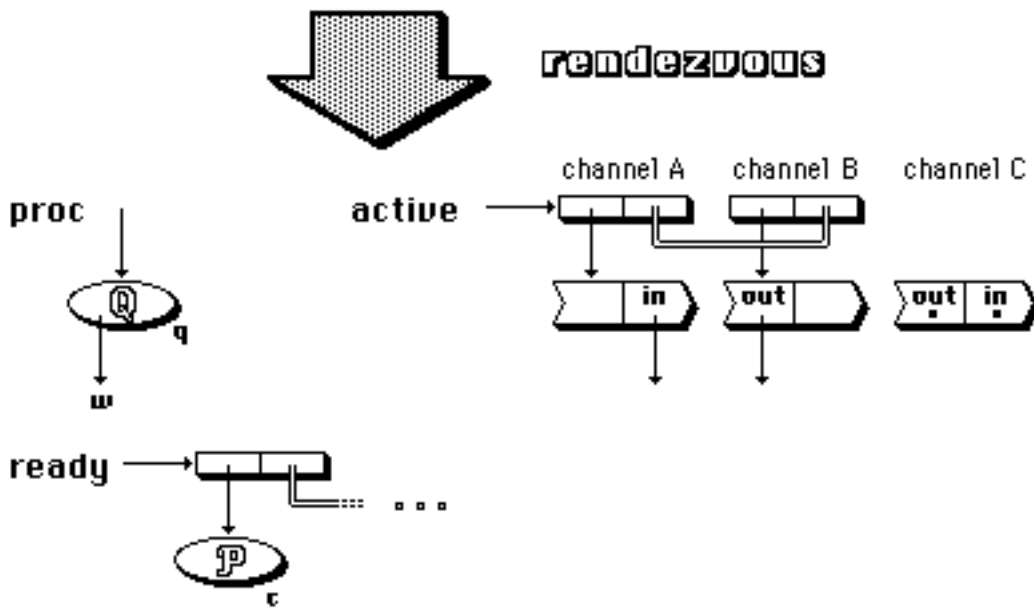 rendezvous
channel A channel B channel C
proc active
Q in out out in
q
w
ready
P
c